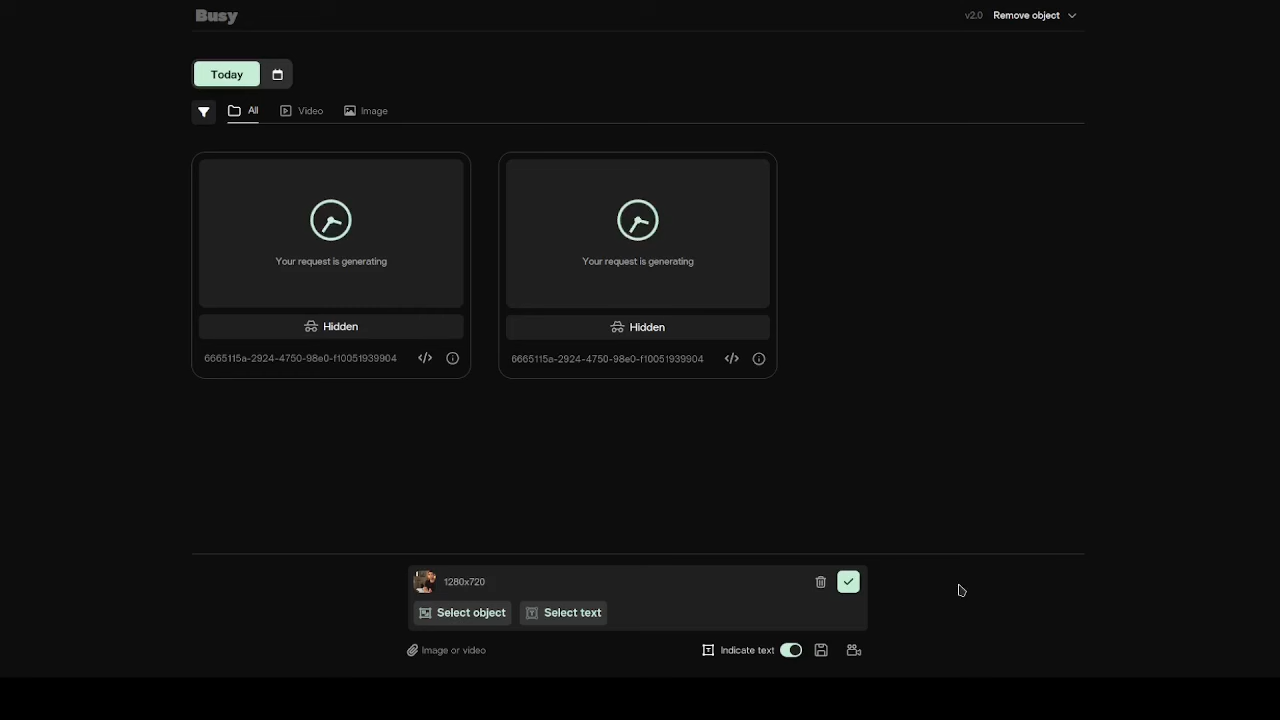 Busy
v2.0 Remove object
Today
All Video Image
Your request is generating Your request is generating
Hidden Hidden
6665115a-2924-4750-98e0-f10051939904 6665115a-2924-4750-98e0-f10051939904
1280x720
Select object Select text
Image or video Indicate text